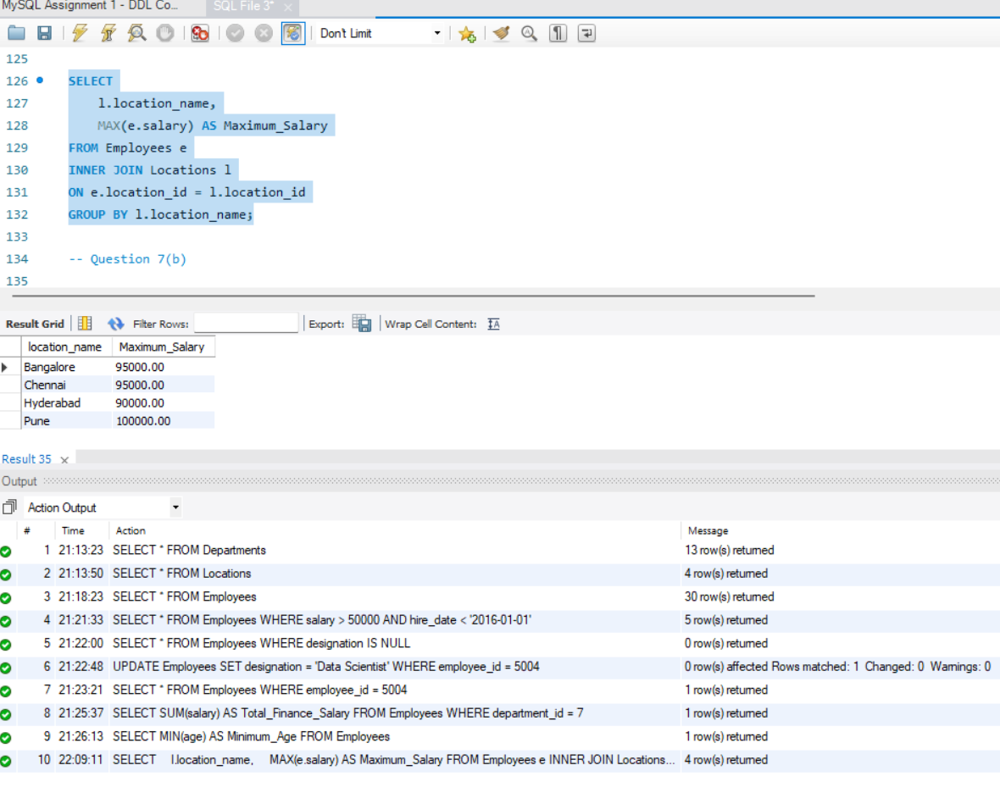 MySQL Assignment 1 - DDL Co... SQL File 3* ×
Don't Limit
125
126 SELECT
127 l.location_name,
128 MAX(e.salary) AS Maximum_Salary
129 FROM Employees e
130 INNER JOIN Locations l
131 ON e.location_id = l.location_id
132 GROUP BY l.location_name;
133
134 -- Question 7(b)
135
Result Grid Filter Rows: Export: Wrap Cell Content: IA
location_name Maximum_Salary
Bangalore 95000.00
Chennai 95000.00
Hyderabad 90000.00
Pune 100000.00
Result 35 ×
Output
Action Output
# Time Action Message
1 21:13:23 SELECT * FROM Departments 13 row(s) returned
2 21:13:50 SELECT * FROM Locations 4 row(s) returned
3 21:18:23 SELECT * FROM Employees 30 row(s) returned
4 21:21:33 SELECT * FROM Employees WHERE salary > 50000 AND hire_date < '2016-01-01' 5 row(s) returned
5 21:22:00 SELECT * FROM Employees WHERE designation IS NULL 0 row(s) returned
6 21:22:48 UPDATE Employees SET designation = 'Data Scientist' WHERE employee_id = 5004 0 row(s) affected Rows matched: 1 Changed: 0 Warnings: 0
7 21:23:21 SELECT * FROM Employees WHERE employee_id = 5004 1 row(s) returned
8 21:25:37 SELECT SUM(salary) AS Total_Finance_Salary FROM Employees WHERE department_id = 7 1 row(s) returned
9 21:26:13 SELECT MIN(age) AS Minimum_Age FROM Employees 1 row(s) returned
10 22:09:11 SELECT l.location_name, MAX(e.salary) AS Maximum_Salary FROM Employees e INNER JOIN Locations... 4 row(s) returned